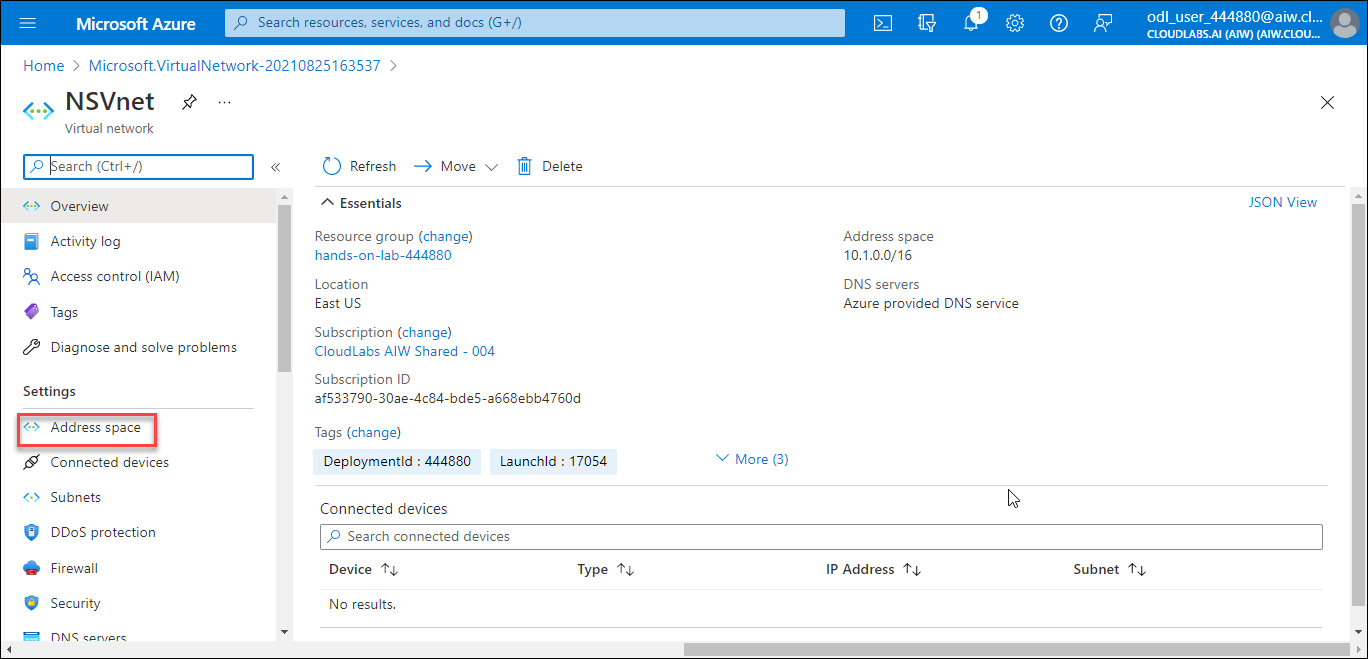 Microsoft Azure
Search resources, services, and docs (G+/)
1
odl_user_444880@aiw.cl...
CLOUDLABS.AI (AIW) (AIW.CLOU...
Home > Microsoft.VirtualNetwork-20210825163537 >
NSVnet
...
Virtual network
Search (Ctrl+/)
«
Refresh
Move
Delete
Overview
Activity log
Access control (IAM)
Tags
Diagnose and solve problems
Settings
Address space
Connected devices
Subnets
DDoS protection
Firewall
Security
DNS servers
Essentials
JSON View
Resource group (change)
hands-on-lab-444880
Location
East US
Subscription (change)
CloudLabs AIW Shared - 004
Subscription ID
af533790-30ae-4c84-bde5-a668ebb4760d
Address space
10.1.0.0/16
DNS servers
Azure provided DNS service
Tags (change)
DeploymentId : 444880
LaunchId : 17054
More (3)
Connected devices
Search connected devices
Device ↑↓ Type ↑↓ IP Address ↑↓ Subnet ↑↓
No results.